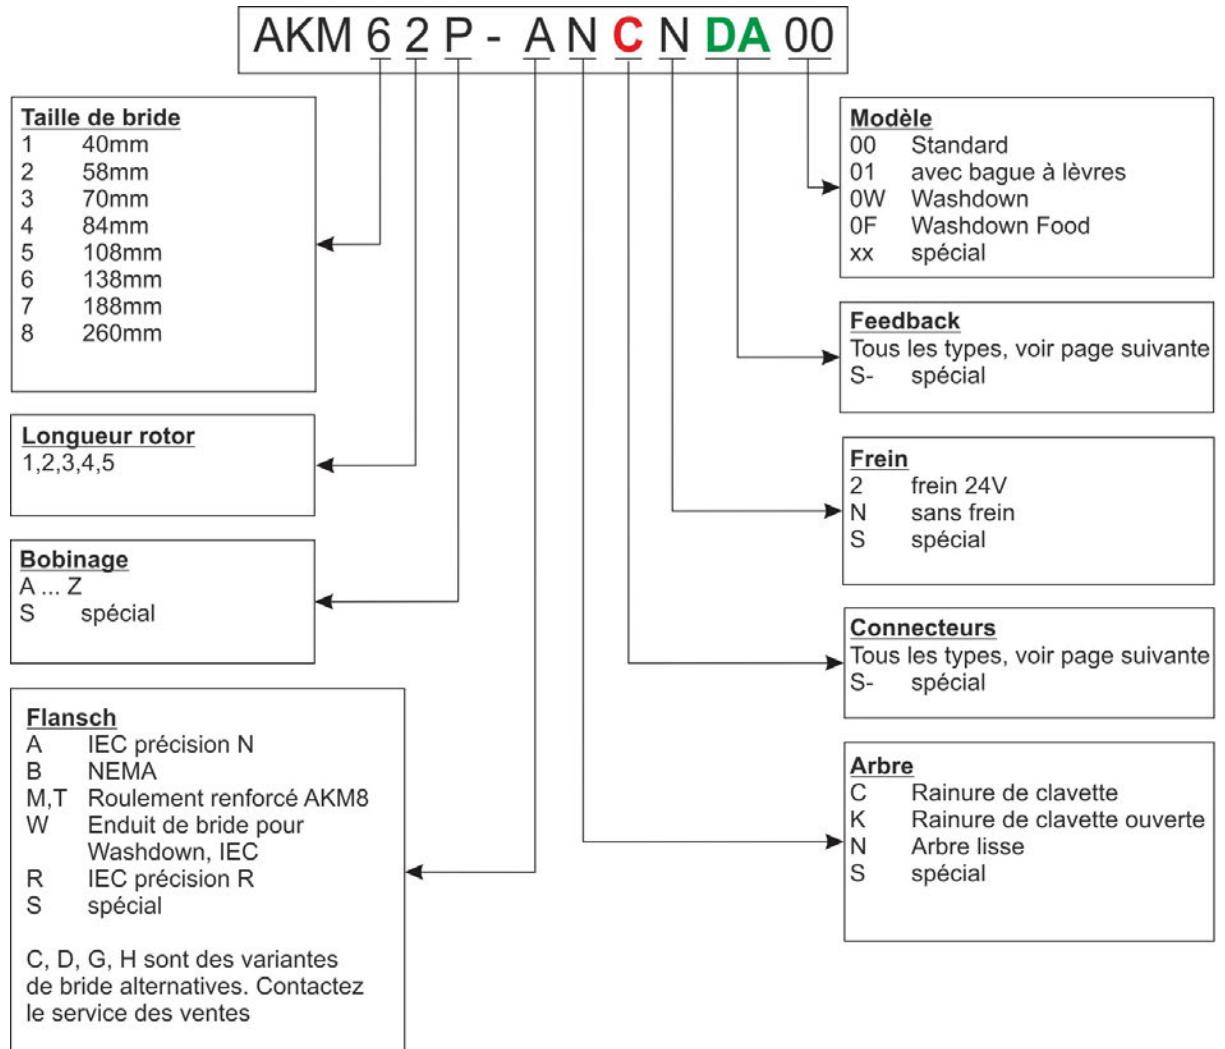 AKM 6 2 P - A N C N DA 00
Taille de bride
1 40mm
2 58mm
3 70mm
4 84mm
5 108mm
6 138mm
7 188mm
8 260mm
Longueur rotor
1,2,3,4,5
Bobinage
A ... Z
S spécial
Flansch
A IEC précision N
B NEMA
M,T Roulement renforcé AKM8
W Enduit de bride pour
Washdown, IEC
R IEC précision R
S spécial
C, D, G, H sont des variantes
de bride alternatives. Contactez
le service des ventes
Modèle
00 Standard
01 avec bague à lèvres
0W Washdown
0F Washdown Food
xx spécial
Feedback
Tous les types, voir page suivante
S- spécial
Frein
2 frein 24V
N sans frein
S spécial
Connecteurs
Tous les types, voir page suivante
S- spécial
Arbre
C Rainure de clavette
K Rainure de clavette ouverte
N Arbre lisse
S spécial